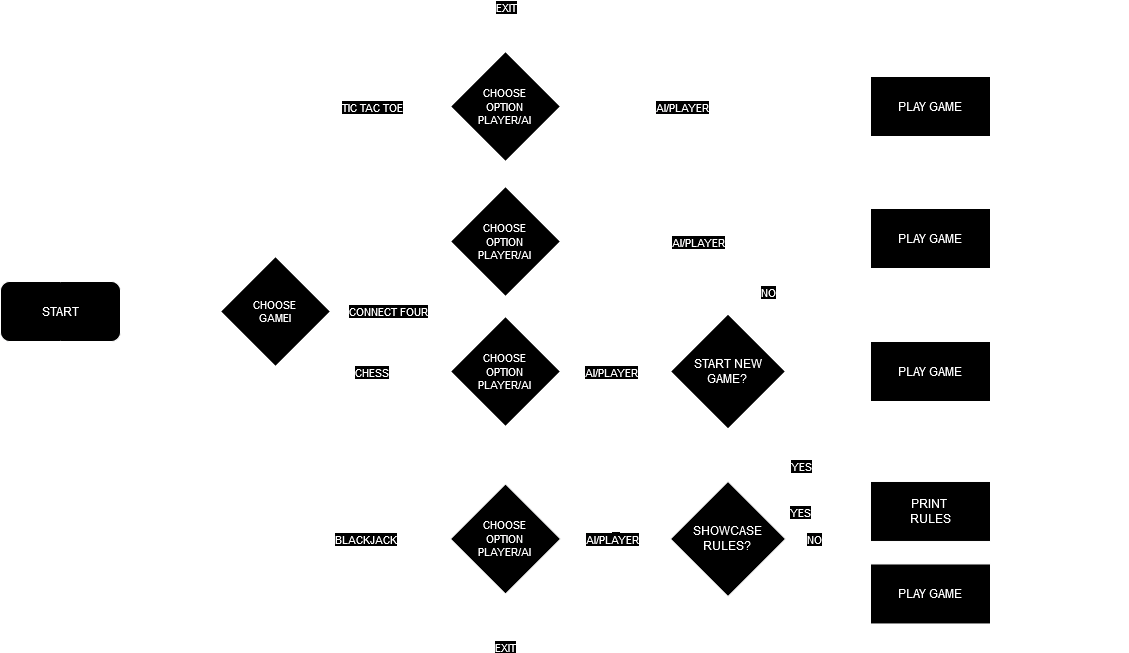 EXIT
CHOOSE
OPTION
PLAYER/AI
TIC TAC TOE
AI/PLAYER
PLAY GAME
CHOOSE
OPTION
PLAYER/AI
AI/PLAYER
PLAY GAME
NO
START
CHOOSE
GAMEI
CONNECT FOUR
CHESS
CHOOSE
OPTION
PLAYER/AI
AI/PLAYER
START NEW
GAME?
PLAY GAME
YES
PRINT
RULES
YES
BLACKJACK
CHOOSE
OPTION
PLAYER/AI
AI/PLAYER
SHOWCASE
RULES?
NO
PLAY GAME
EXIT